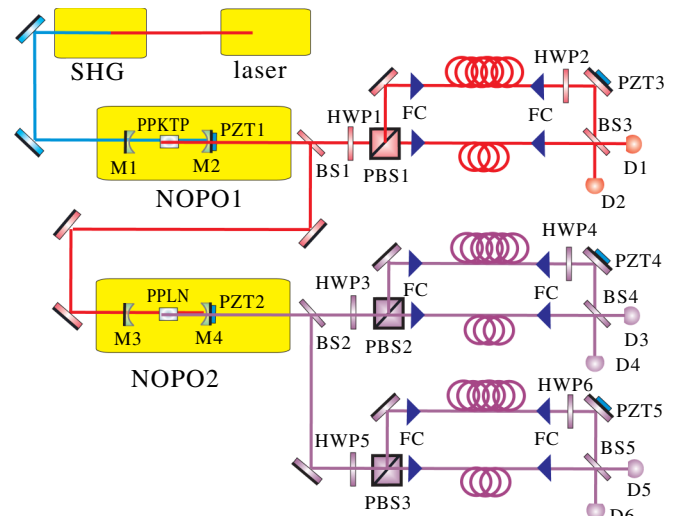 SHG
laser
HWP2
PZT3
FC
FC
HWP1
PPKTP
PZT1
BS3
M1
M2
BS1
PBS1
D1
D2
NOPO1
HWP4
PZT4
HWP3
FC
FC
PPLN
PZT2
BS4
M3
M4
BS2
PBS2
D3
D4
NOPO2
HWP6
PZT5
HWP5
FC
FC
BS5
PBS3
D5
D6